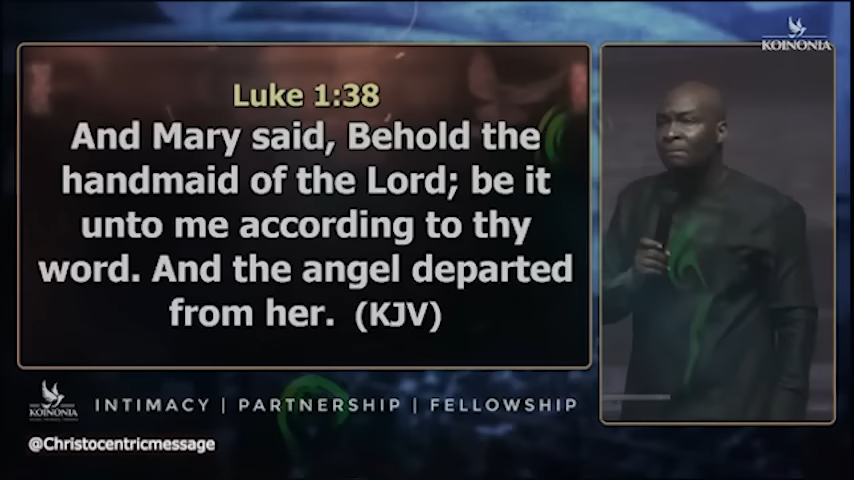 KOINONIA
Luke 1:38
And Mary said, Behold the
handmaid of the Lord; be it
unto me according to thy
word. And the angel departed
from her. (KJV)
KOINONIA
INTIMACY | PARTNERSHIP | FELLOWSHIP
@Christocentricmessage